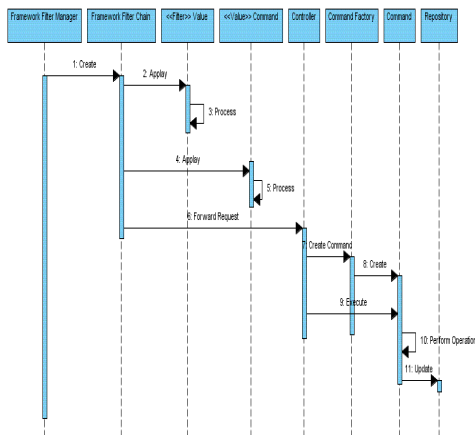 Framework Filter Manager
Framework Filter Chain
<<Filter>> Value
<<Value>> Command
Controller
Command Factory
Command
Repository
1: Create
2: Applay
3: Process
4: Applay
5: Process
6: Forward Request
7: Create Command
8: Create
9: Execute
10: Perform Operation
11: Update